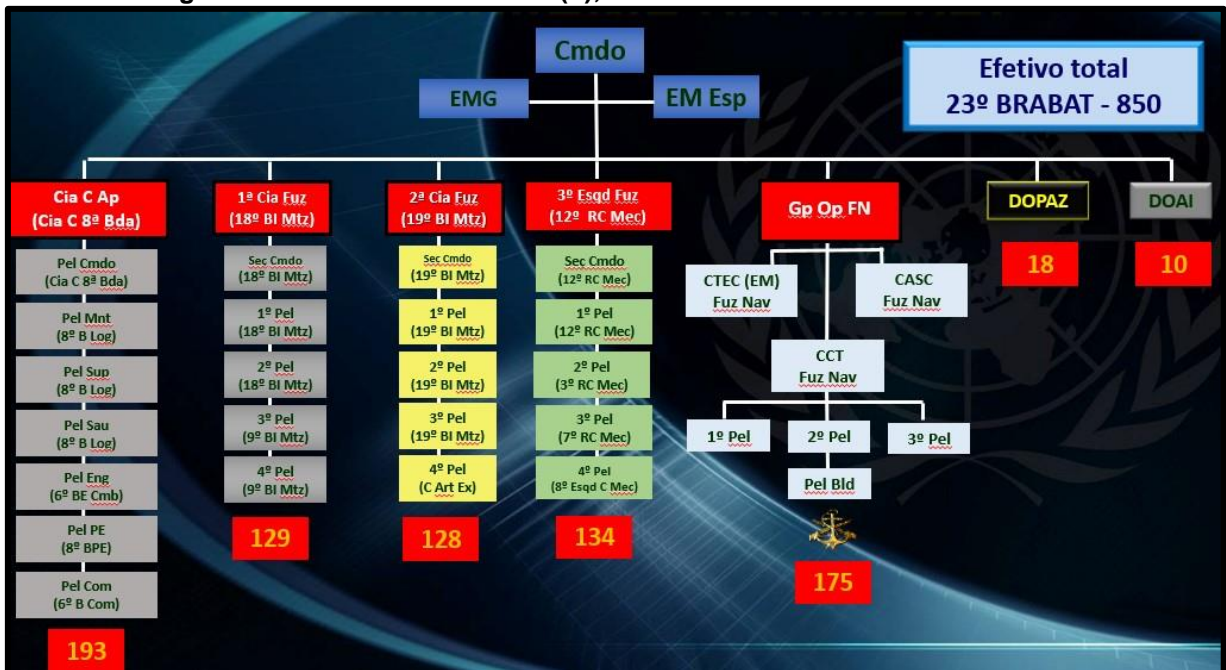 Cmdo
EMG
EM Esp
Efetivo total
23º BRABAT - 850
Cia C Ap
(Cia C 8ª Bda)
Pel Cmdo
(Cia C 8ª Bda)
Pel Mnt
(8º B Log)
Pel Sup
(8º B Log)
Pel Sau
(8º B Log)
Pel Eng
(6º BE Cmb)
Pel PE
(8º BPE)
Pel Com
(6º B Com)
193
1ª Cia Fuz
(18º BI Mtz)
Sec Cmdo
(18º BI Mtz)
1º Pel
(18º BI Mtz)
2º Pel
(18º BI Mtz)
3º Pel
(9º BI Mtz)
4º Pel
(9º BI Mtz)
129
2ª Cia Fuz
(19º BI Mtz)
Sec Cmdo
(19º BI Mtz)
1º Pel
(19º BI Mtz)
2º Pel
(19º BI Mtz)
3º Pel
(19º BI Mtz)
4º Pel
(C Art Ex)
128
3º Esqd Fuz
(12º RC Mec)
Sec Cmdo
(12º RC Mec)
1º Pel
(12º RC Mec)
2º Pel
(3º RC Mec)
3º Pel
(7º RC Mec)
4º Pel
(8º Esqd C Mec)
134
Gp Op FN
CTEC (EM)
Fuz Nav
CASC
Fuz Nav
CCT
Fuz Nav
1º Pel
2º Pel
3º Pel
Pel Bld
175
DOPAZ
18
DOAI
10